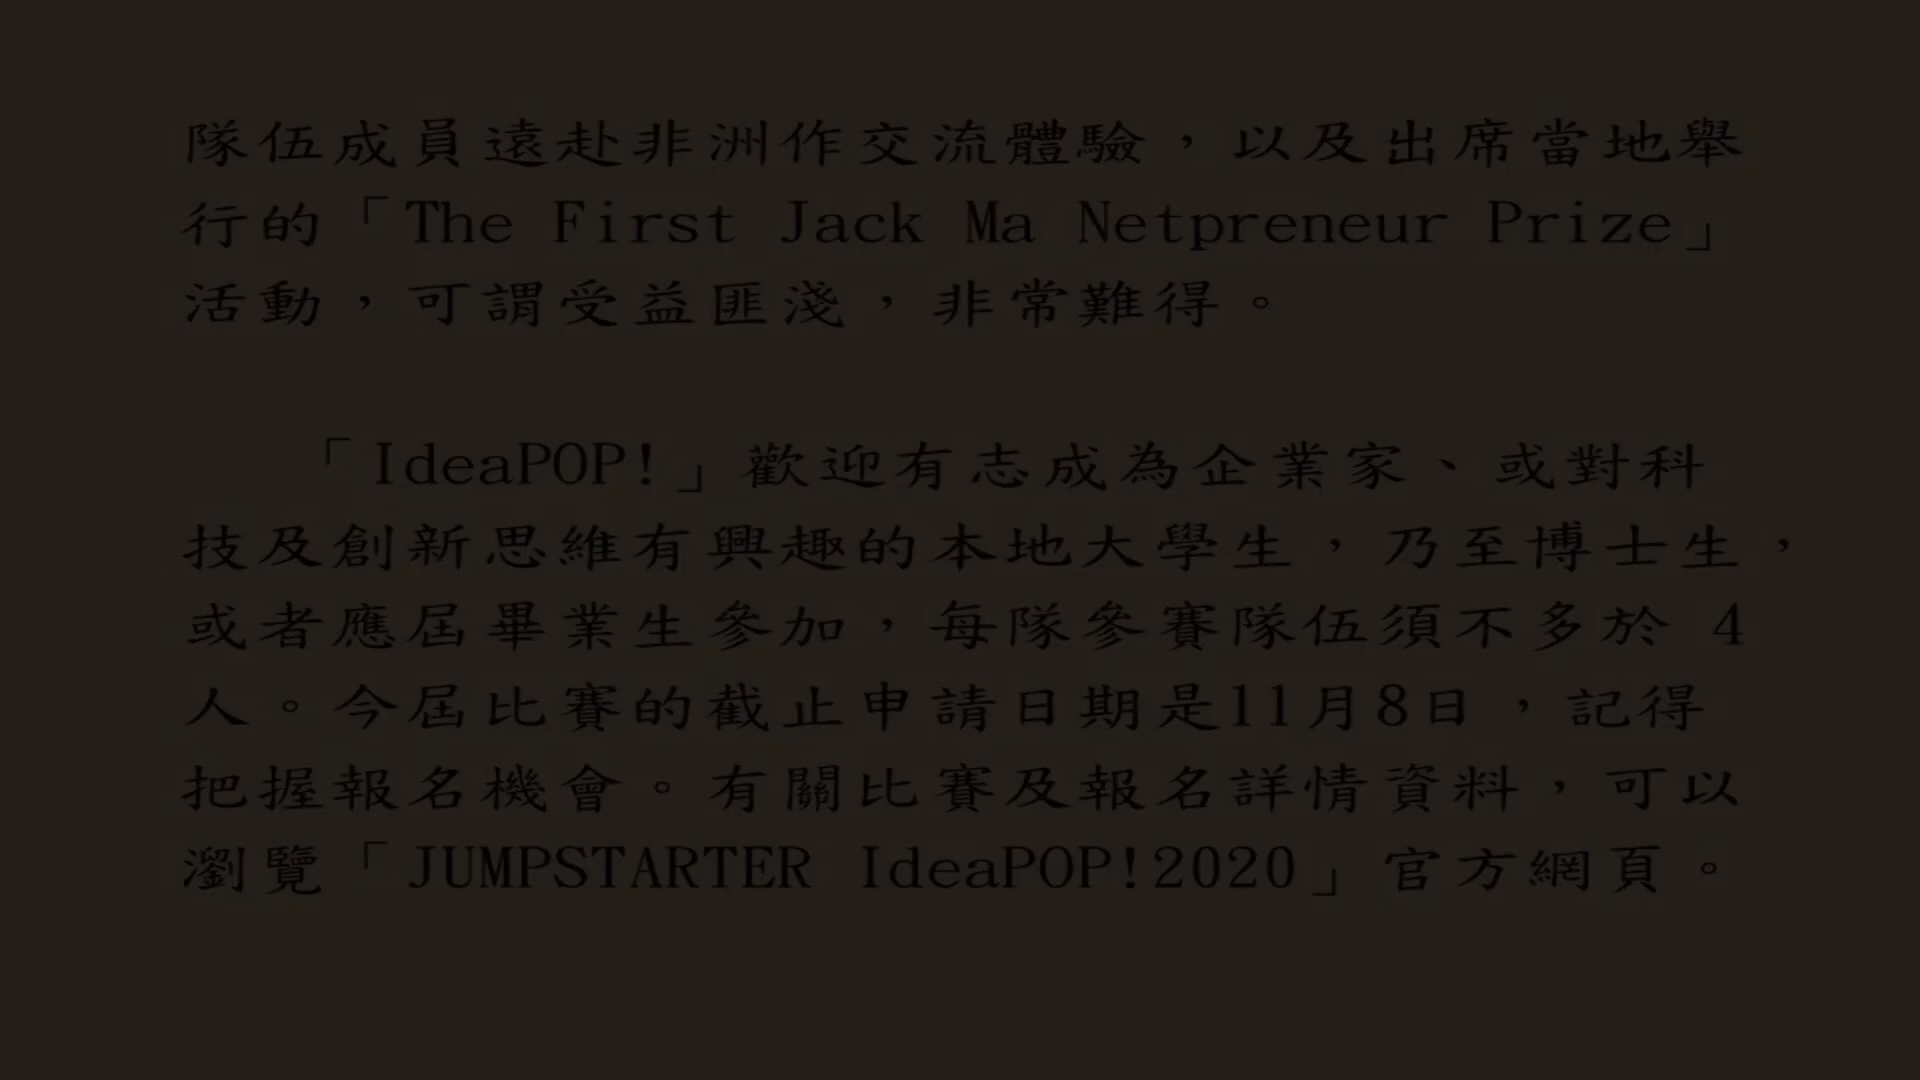 隊伍成員遠赴非洲作交流體驗，以及出席當地舉
行的「The First Jack Ma Netpreneur Prize」
活動，可謂受益匪淺，非常難得。
「IdeaPOP!」歡迎有志成為企業家、或對科
技及創新思維有興趣的本地大學生，乃至博士生，
或者應屆畢業生參加，每隊參賽隊伍須不多於 4
人。今屆比賽的截止申請日期是11月8日，記得
把握報名機會。有關比賽及報名詳情資料，可以
瀏覽「JUMPSTARTER IdeaPOP!2020」官方網頁。